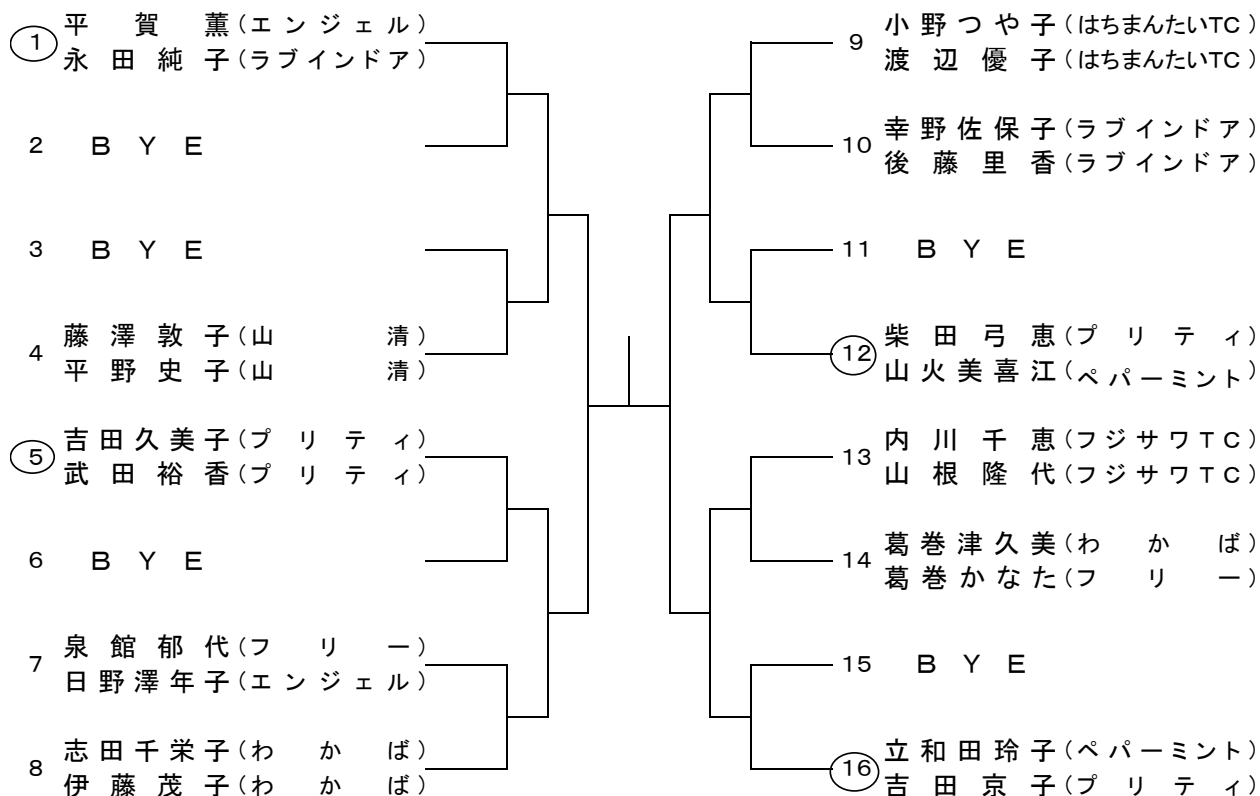 1 平賀薫(エンジェル)
永田純子(ラブインドア)
2 BYE
3 BYE
4 藤澤敦子(山清)
平野史子(山清)
5 吉田久美子(プリティ)
武田裕香(プリティ)
6 BYE
7 泉館郁代(フリー)
日野澤年子(エンジェル)
8 志田千栄子(わかば)
伊藤茂子(わかば)
9 小野つや子(はちまんたいTC)
渡辺優子(はちまんたいTC)
10 幸野佐保子(ラブインドア)
後藤里香(ラブインドア)
11 BYE
12 柴田弓恵(プリティ)
山火美喜江(ペパーミント)
13 内川千恵(フジサワTC)
山根隆代(フジサワTC)
14 葛巻津久美(わかば)
葛巻かなた(フリー)
15 BYE
16 立和田玲子(ペパーミント)
吉田京子(プリティ)